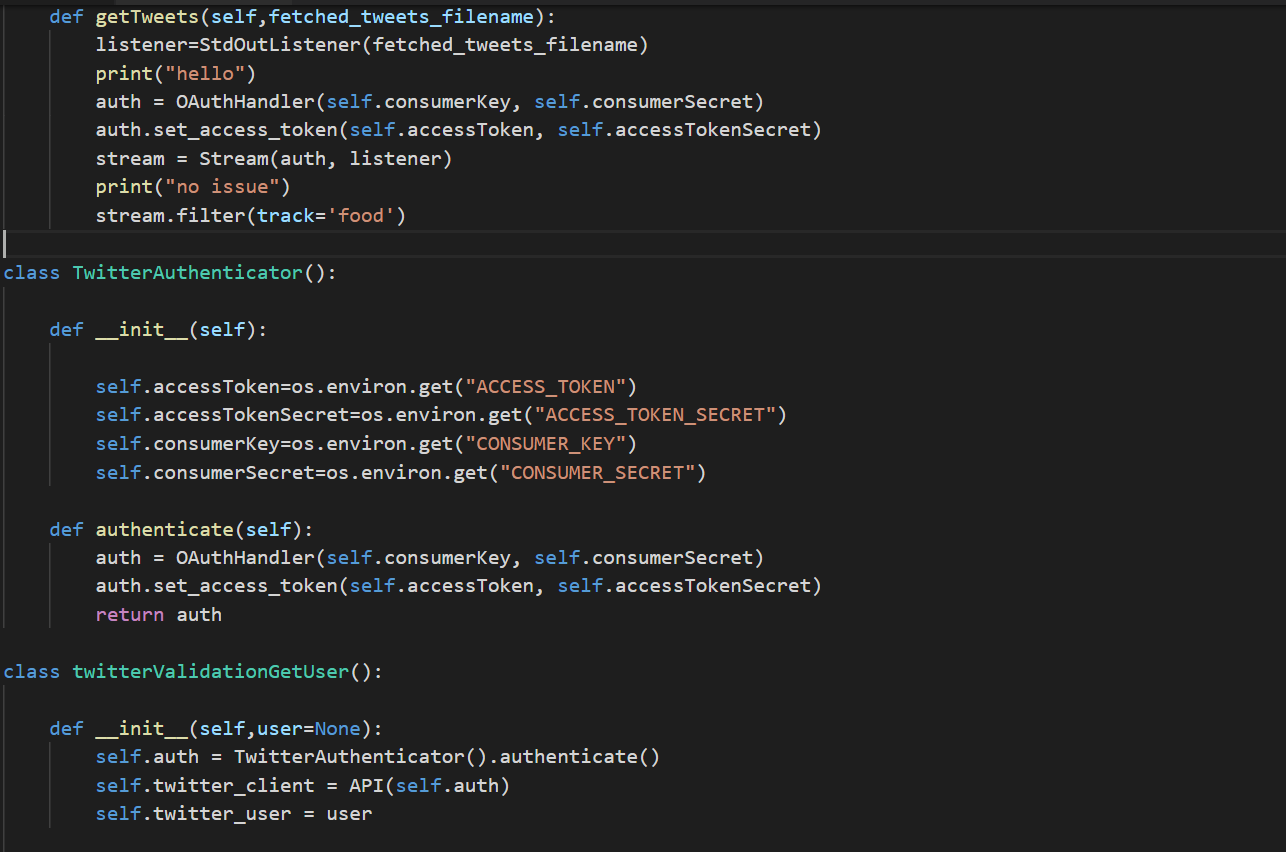 def getTweets(self,fetched_tweets_filename):
listener=StdOutListener(fetched_tweets_filename)
print("hello")
auth = OAuthHandler(self.consumerKey, self.consumerSecret)
auth.set_access_token(self.accessToken, self.accessTokenSecret)
stream = Stream(auth, listener)
print("no issue")
stream.filter(track='food')
class TwitterAuthenticator():
def __init__(self):
self.accessToken=os.environ.get("ACCESS_TOKEN")
self.accessTokenSecret=os.environ.get("ACCESS_TOKEN_SECRET")
self.consumerKey=os.environ.get("CONSUMER_KEY")
self.consumerSecret=os.environ.get("CONSUMER_SECRET")
def authenticate(self):
auth = OAuthHandler(self.consumerKey, self.consumerSecret)
auth.set_access_token(self.accessToken, self.accessTokenSecret)
return auth
class twitterValidationGetUser():
def __init__(self,user=None):
self.auth = TwitterAuthenticator().authenticate()
self.twitter_client = API(self.auth)
self.twitter_user = user